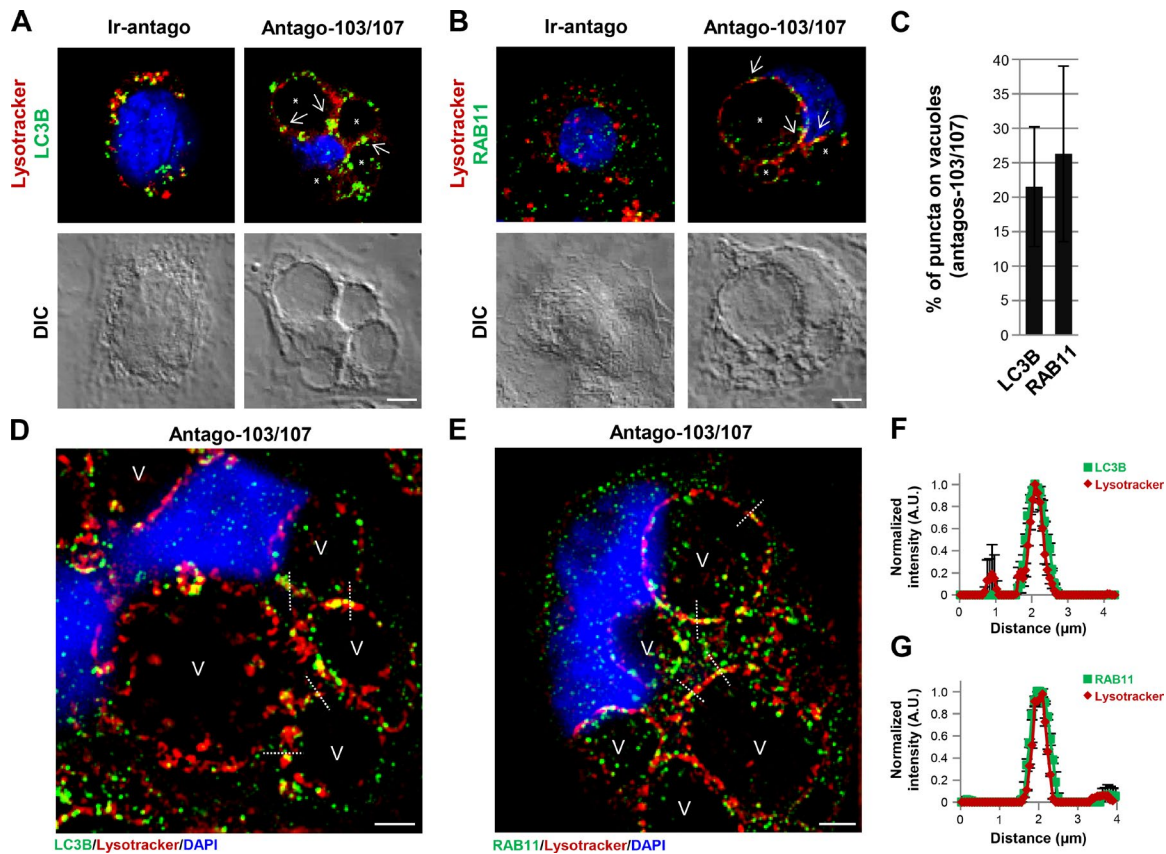 A
Ir-antago
Antago-103/107
Lysotracker
LC3B
*
*
*
*
DIC
B
Ir-antago
Antago-103/107
Lysotracker
RAB11
*
*
*
DIC
C
% of puncta on vacuoles
(antagos-103/107)
40
35
30
25
20
15
10
5
0
LC3B
RAB11
D
Antago-103/107
V
V
V
V
V
LC3B/Lysotracker/DAPI
E
Antago-103/107
V
V
V
V
V
RAB11/Lysotracker/DAPI
F
LC3B
Lysotracker
Normalized
intensity (A.U.)
1.0
0.8
0.6
0.4
0.2
0
0
1
2
3
4
Distance (µm)
G
RAB11
Lysotracker
Normalized
intensity (A.U.)
1.0
0.8
0.6
0.4
0.2
0
0
1
2
3
4
Distance (µm)